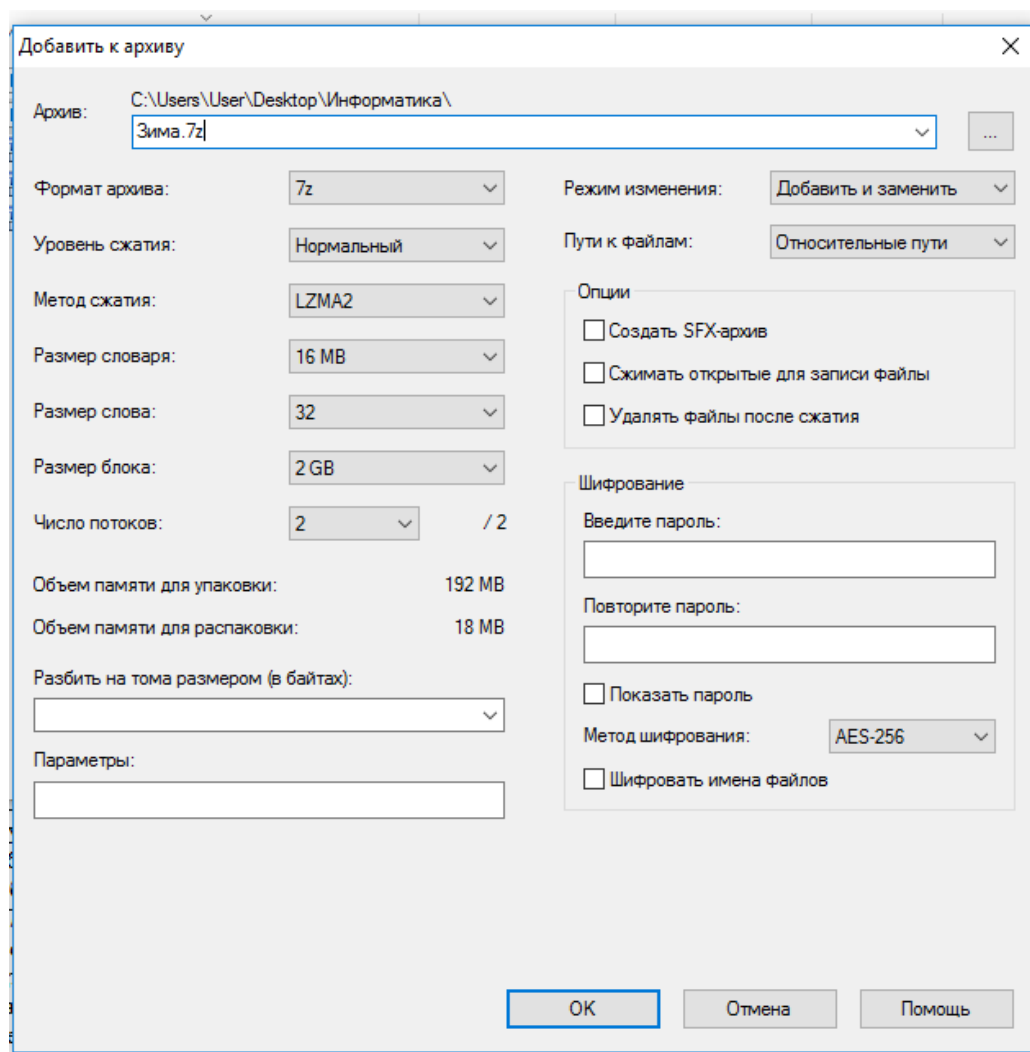 Добавить к архиву
Архив:
C:\Users\User\Desktop\Информатика\
Зима.7z
...
Формат архива:
7z
Уровень сжатия:
Нормальный
Метод сжатия:
LZMA2
Размер словаря:
16 MB
Размер слова:
32
Размер блока:
2 GB
Число потоков:
2
/ 2
Объем памяти для упаковки:
192 MB
Объем памяти для распаковки:
18 MB
Разбить на тома размером (в байтах):
Параметры:
Режим изменения:
Добавить и заменить
Пути к файлам:
Относительные пути
Опции
Создать SFX-архив
Сжимать открытые для записи файлы
Удалять файлы после сжатия
Шифрование
Введите пароль:
Повторите пароль:
Показать пароль
Метод шифрования:
AES-256
Шифровать имена файлов
OK
Отмена
Помощь